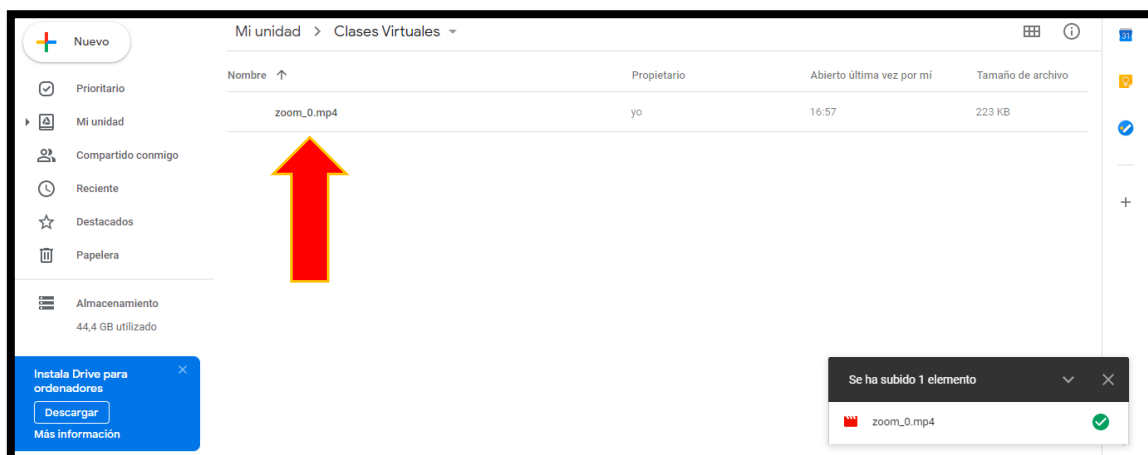 Mi unidad > Clases Virtuales
Nuevo
Nombre Propietario Abierto última vez por mí Tamaño de archivo
zoom_0.mp4 yo 16:57 223 KB
Prioritario
Mi unidad
Compartido conmigo
Reciente
Destacados
Papelera
Almacenamiento
44,4 GB utilizado
Instala Drive para
ordenadores
Descargar
Más información
Se ha subido 1 elemento
zoom_0.mp4
31